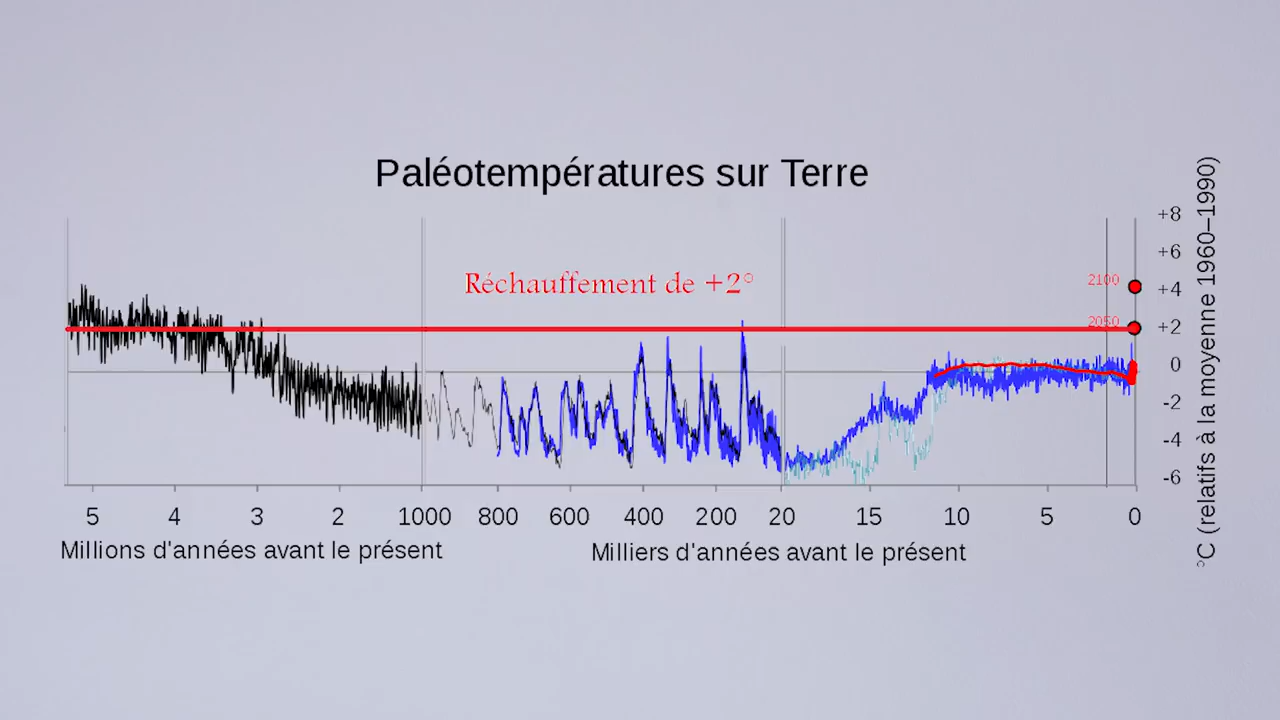 Paléotempératures sur Terre
Réchauffement de +2°
2100
2050
+8
+6
+4
+2
0
-2
-4
-6
°C (relatifs à la moyenne 1960–1990)
5 4 3 2 1000 800 600 400 200 20 15 10 5 0
Millions d'années avant le présent
Milliers d'années avant le présent